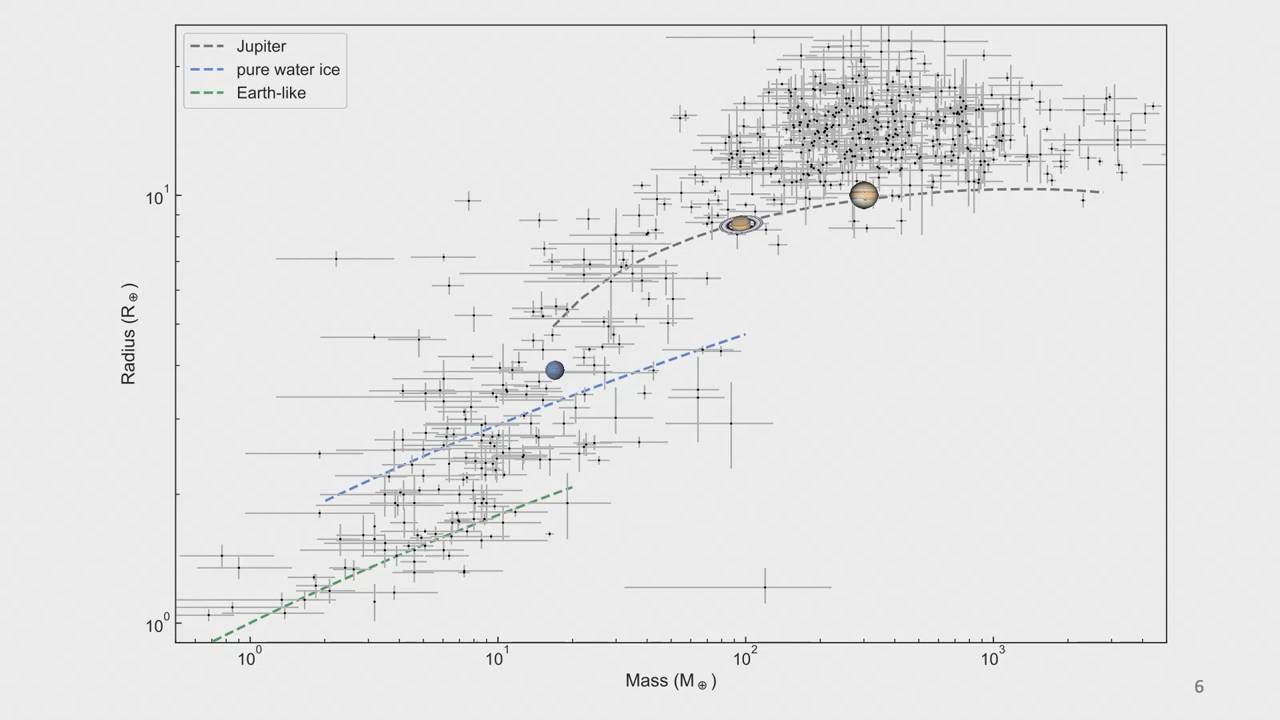 Jupiter
pure water ice
Earth-like
10¹
10⁰
Radius (R⊕)
10⁰ 10¹ 10² 10³
Mass (M⊕)
6